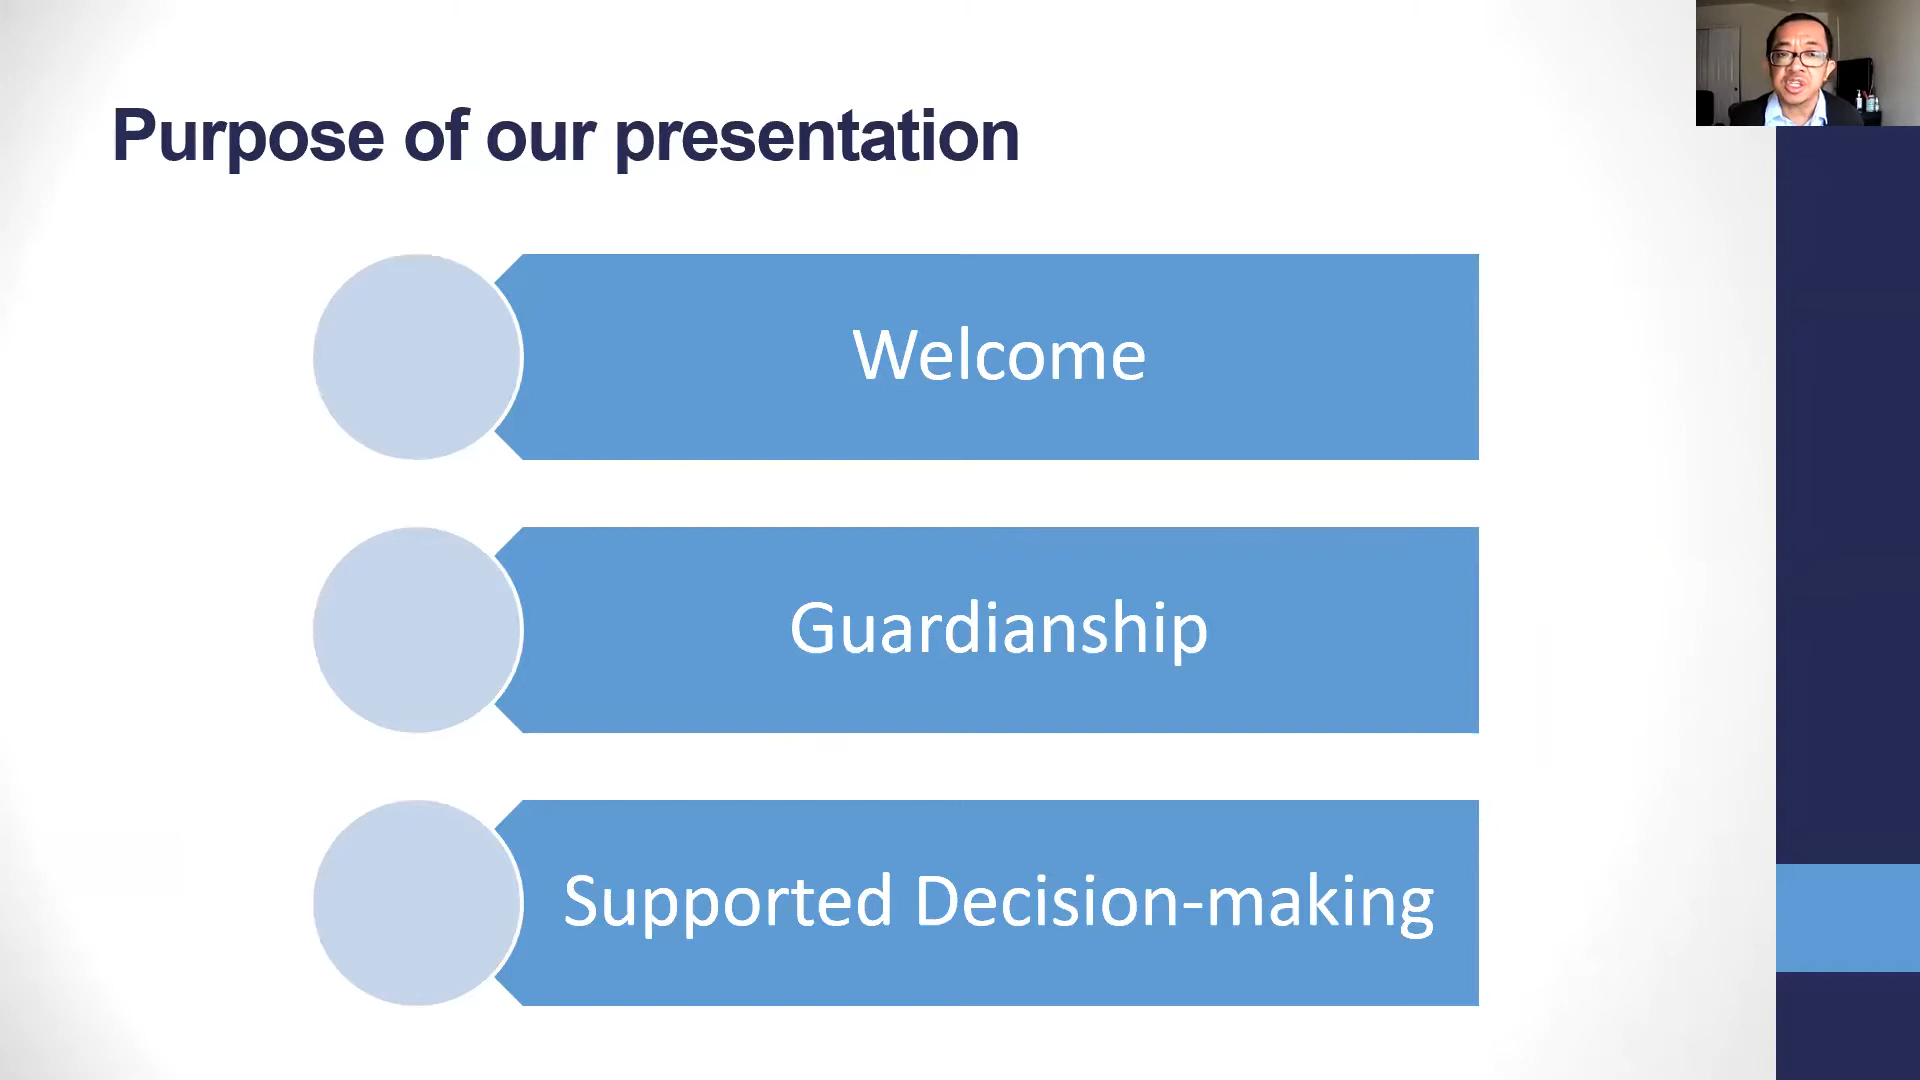 Purpose of our presentation
Welcome
Guardianship
Supported Decision-making